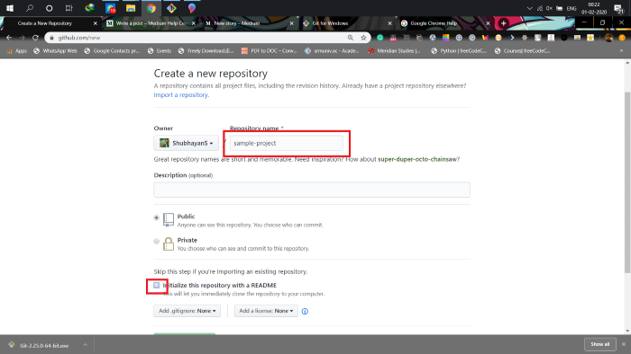 00:22
ENG
01-02-2020
Create a New Repository
Write a post – Medium Help Ce
New story – Medium
Git for Windows
Google Chrome Help
github.com/new
Apps
WhatsApp Web
Google Contacts pr...
Events
Freely Download &
PDF to DOC – Conv...
Meridian Studies |...
Python | freeCodeC...
Course | freeCodeC...
Create a new repository
A repository contains all project files, including the revision history. Already have a project repository elsewhere?
Import a repository.
Owner
Repository name *
ShubhayanS
/
sample-project
Great repository names are short and memorable. Need inspiration? How about super-duper-octo-chainsaw?
Description (optional)
Public
Anyone can see this repository. You choose who can commit.
Private
You choose who can see and commit to this repository.
Skip this step if you're importing an existing repository.
Initialize this repository with a README
This will let you immediately clone the repository to your computer.
Add .gitignore: None
Add a license: None
Git-2.25.0-64-bit.exe
Show all